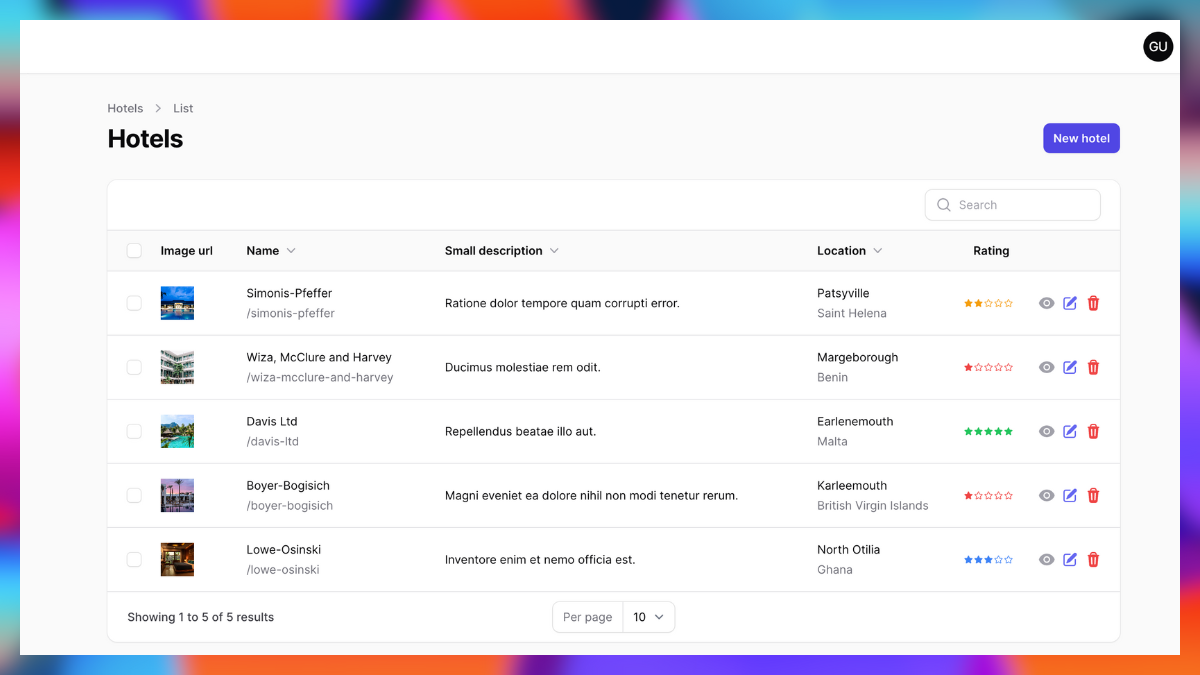 GU
Hotels > List
Hotels
New hotel
Search
Image url Name Small description Location Rating
Simonis-Pfeffer
/simonis-pfeffer
Ratione dolor tempore quam corrupti error.
Patsyville
Saint Helena
Wiza, McClure and Harvey
/wiza-mcclure-and-harvey
Ducimus molestiae rem odit.
Margeborough
Benin
Davis Ltd
/davis-ltd
Repellendus beatae illo aut.
Earlenemouth
Malta
Boyer-Bogisich
/boyer-bogisich
Magni eveniet ea dolore nihil non modi tenetur rerum.
Karleemouth
British Virgin Islands
Lowe-Osinski
/lowe-osinski
Inventore enim et nemo officia est.
North Otilia
Ghana
Showing 1 to 5 of 5 results
Per page 10